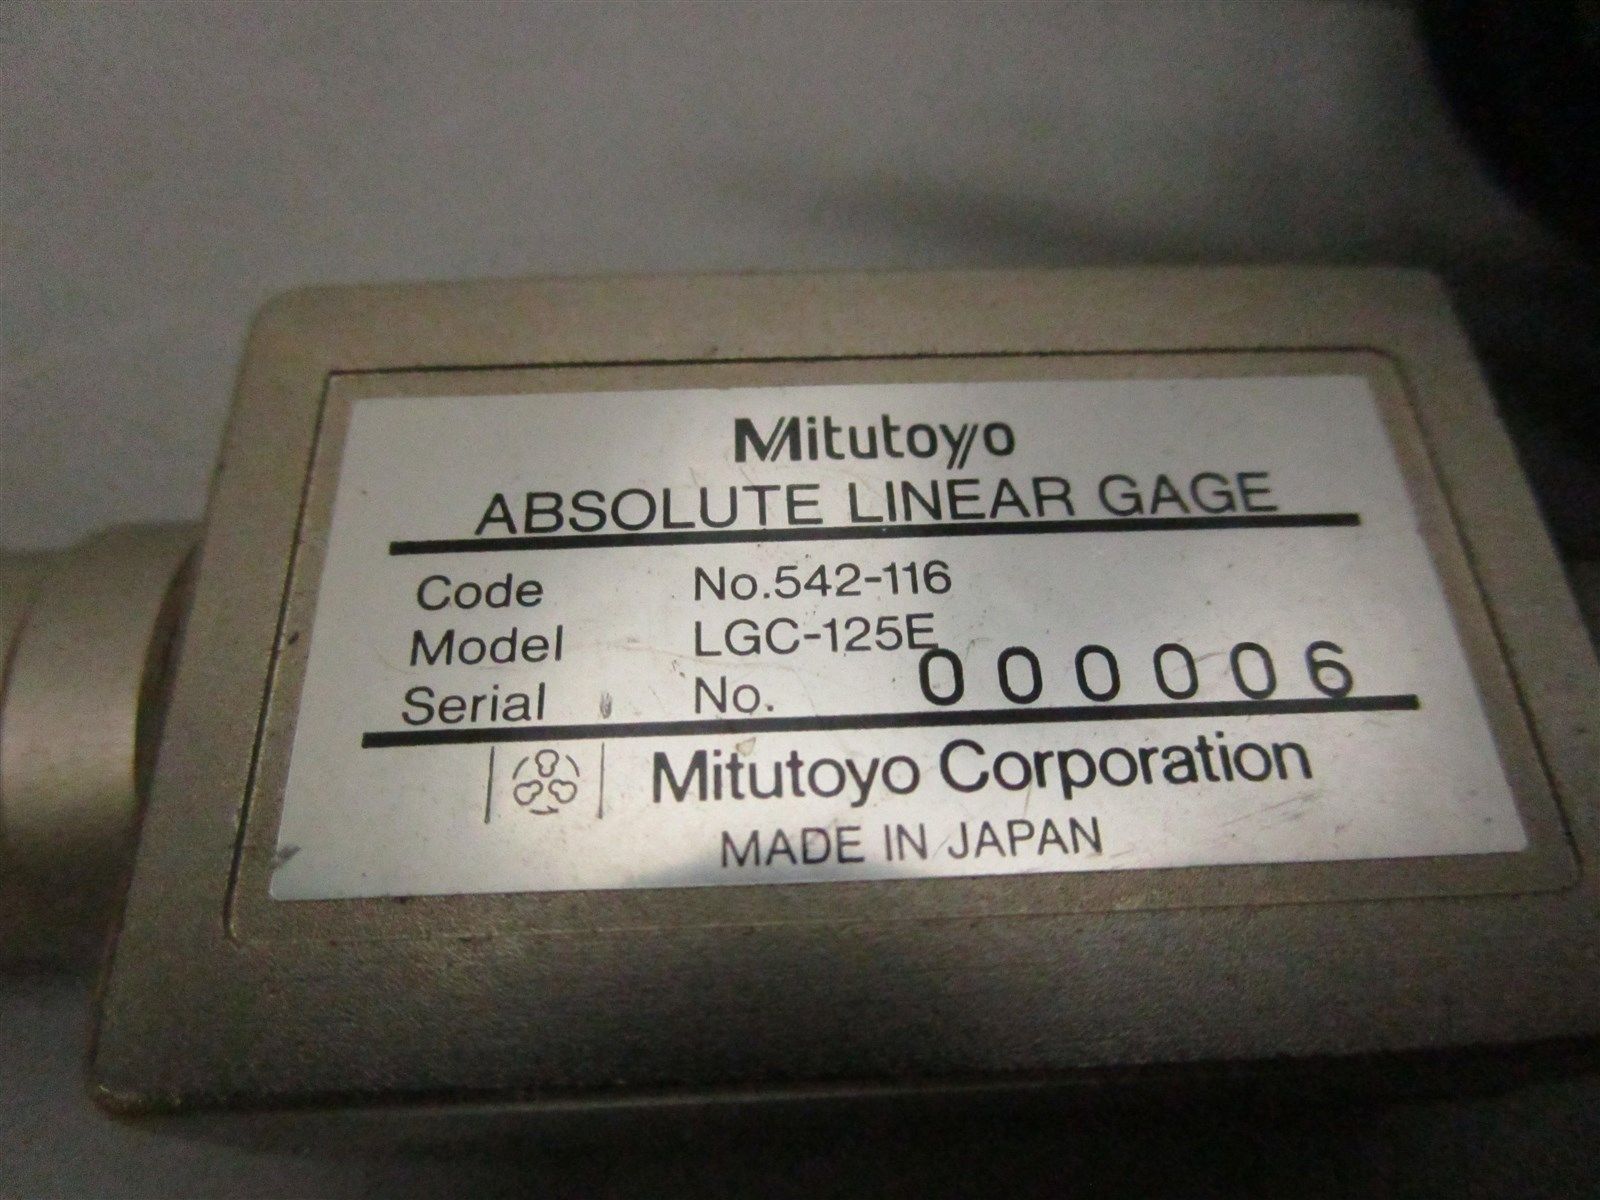 Mitutoyo
ABSOLUTE LINEAR GAGE
Code No.542-116
Model LGC-125E
Serial No. 000006
Mitutoyo Corporation
MADE IN JAPAN